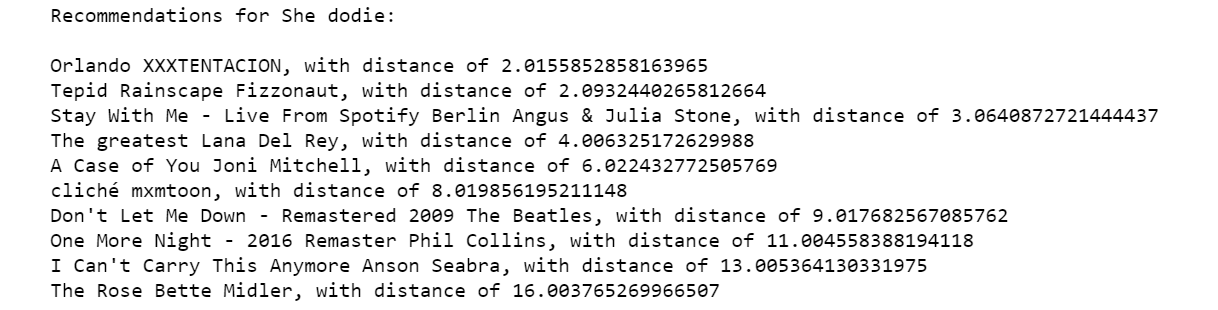 Recommendations for She dodie:
Orlando XXXTENTACION, with distance of 2.0155852858163965
Tepid Rainscape Fizzonaut, with distance of 2.0932440265812664
Stay With Me - Live From Spotify Berlin Angus & Julia Stone, with distance of 3.0640872721444437
The greatest Lana Del Rey, with distance of 4.006325172629988
A Case of You Joni Mitchell, with distance of 6.022432772505769
cliché mxmtoon, with distance of 8.019856195211148
Don't Let Me Down - Remastered 2009 The Beatles, with distance of 9.017682567085762
One More Night - 2016 Remaster Phil Collins, with distance of 11.004558388194118
I Can't Carry This Anymore Anson Seabra, with distance of 13.005364130331975
The Rose Bette Midler, with distance of 16.003765269966507